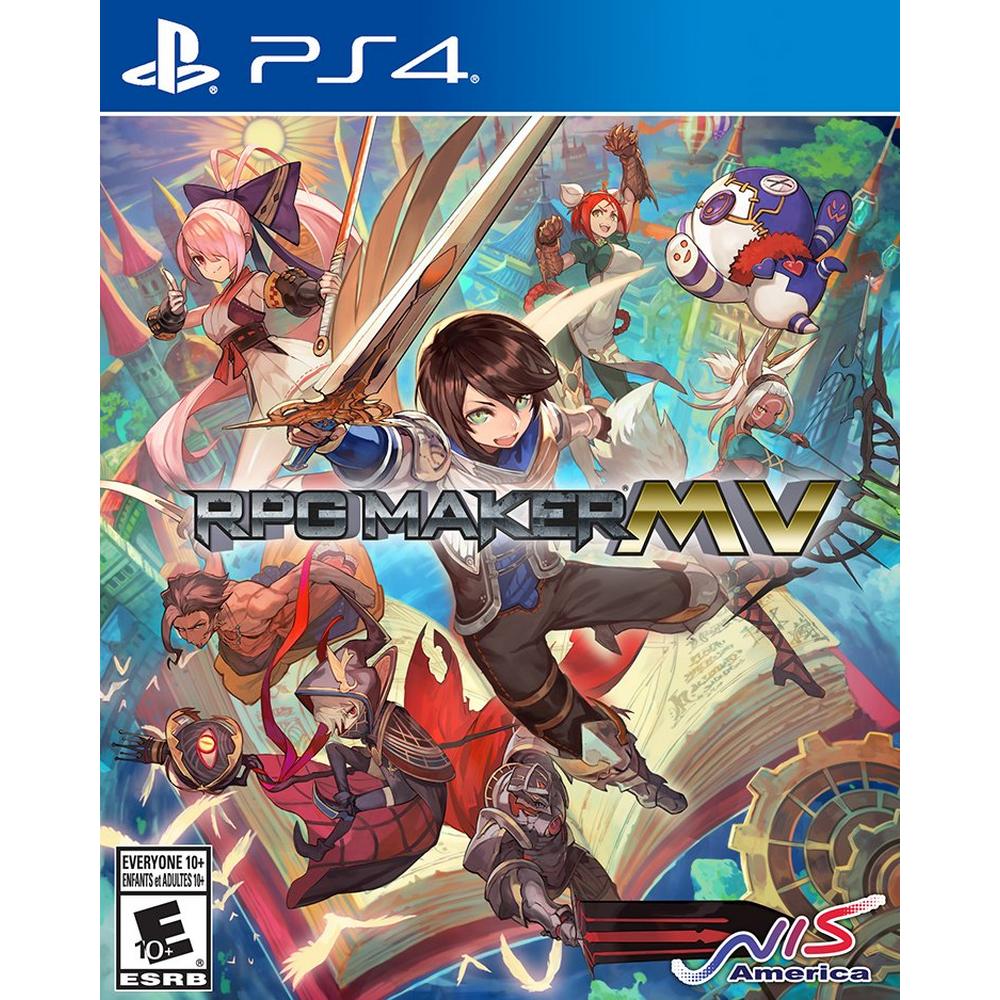 PS4®
RPG MAKER® MV
EVERYONE 10+
ENFANTS et ADULTES 10+
E
10+
®
ESRB
NIS
America